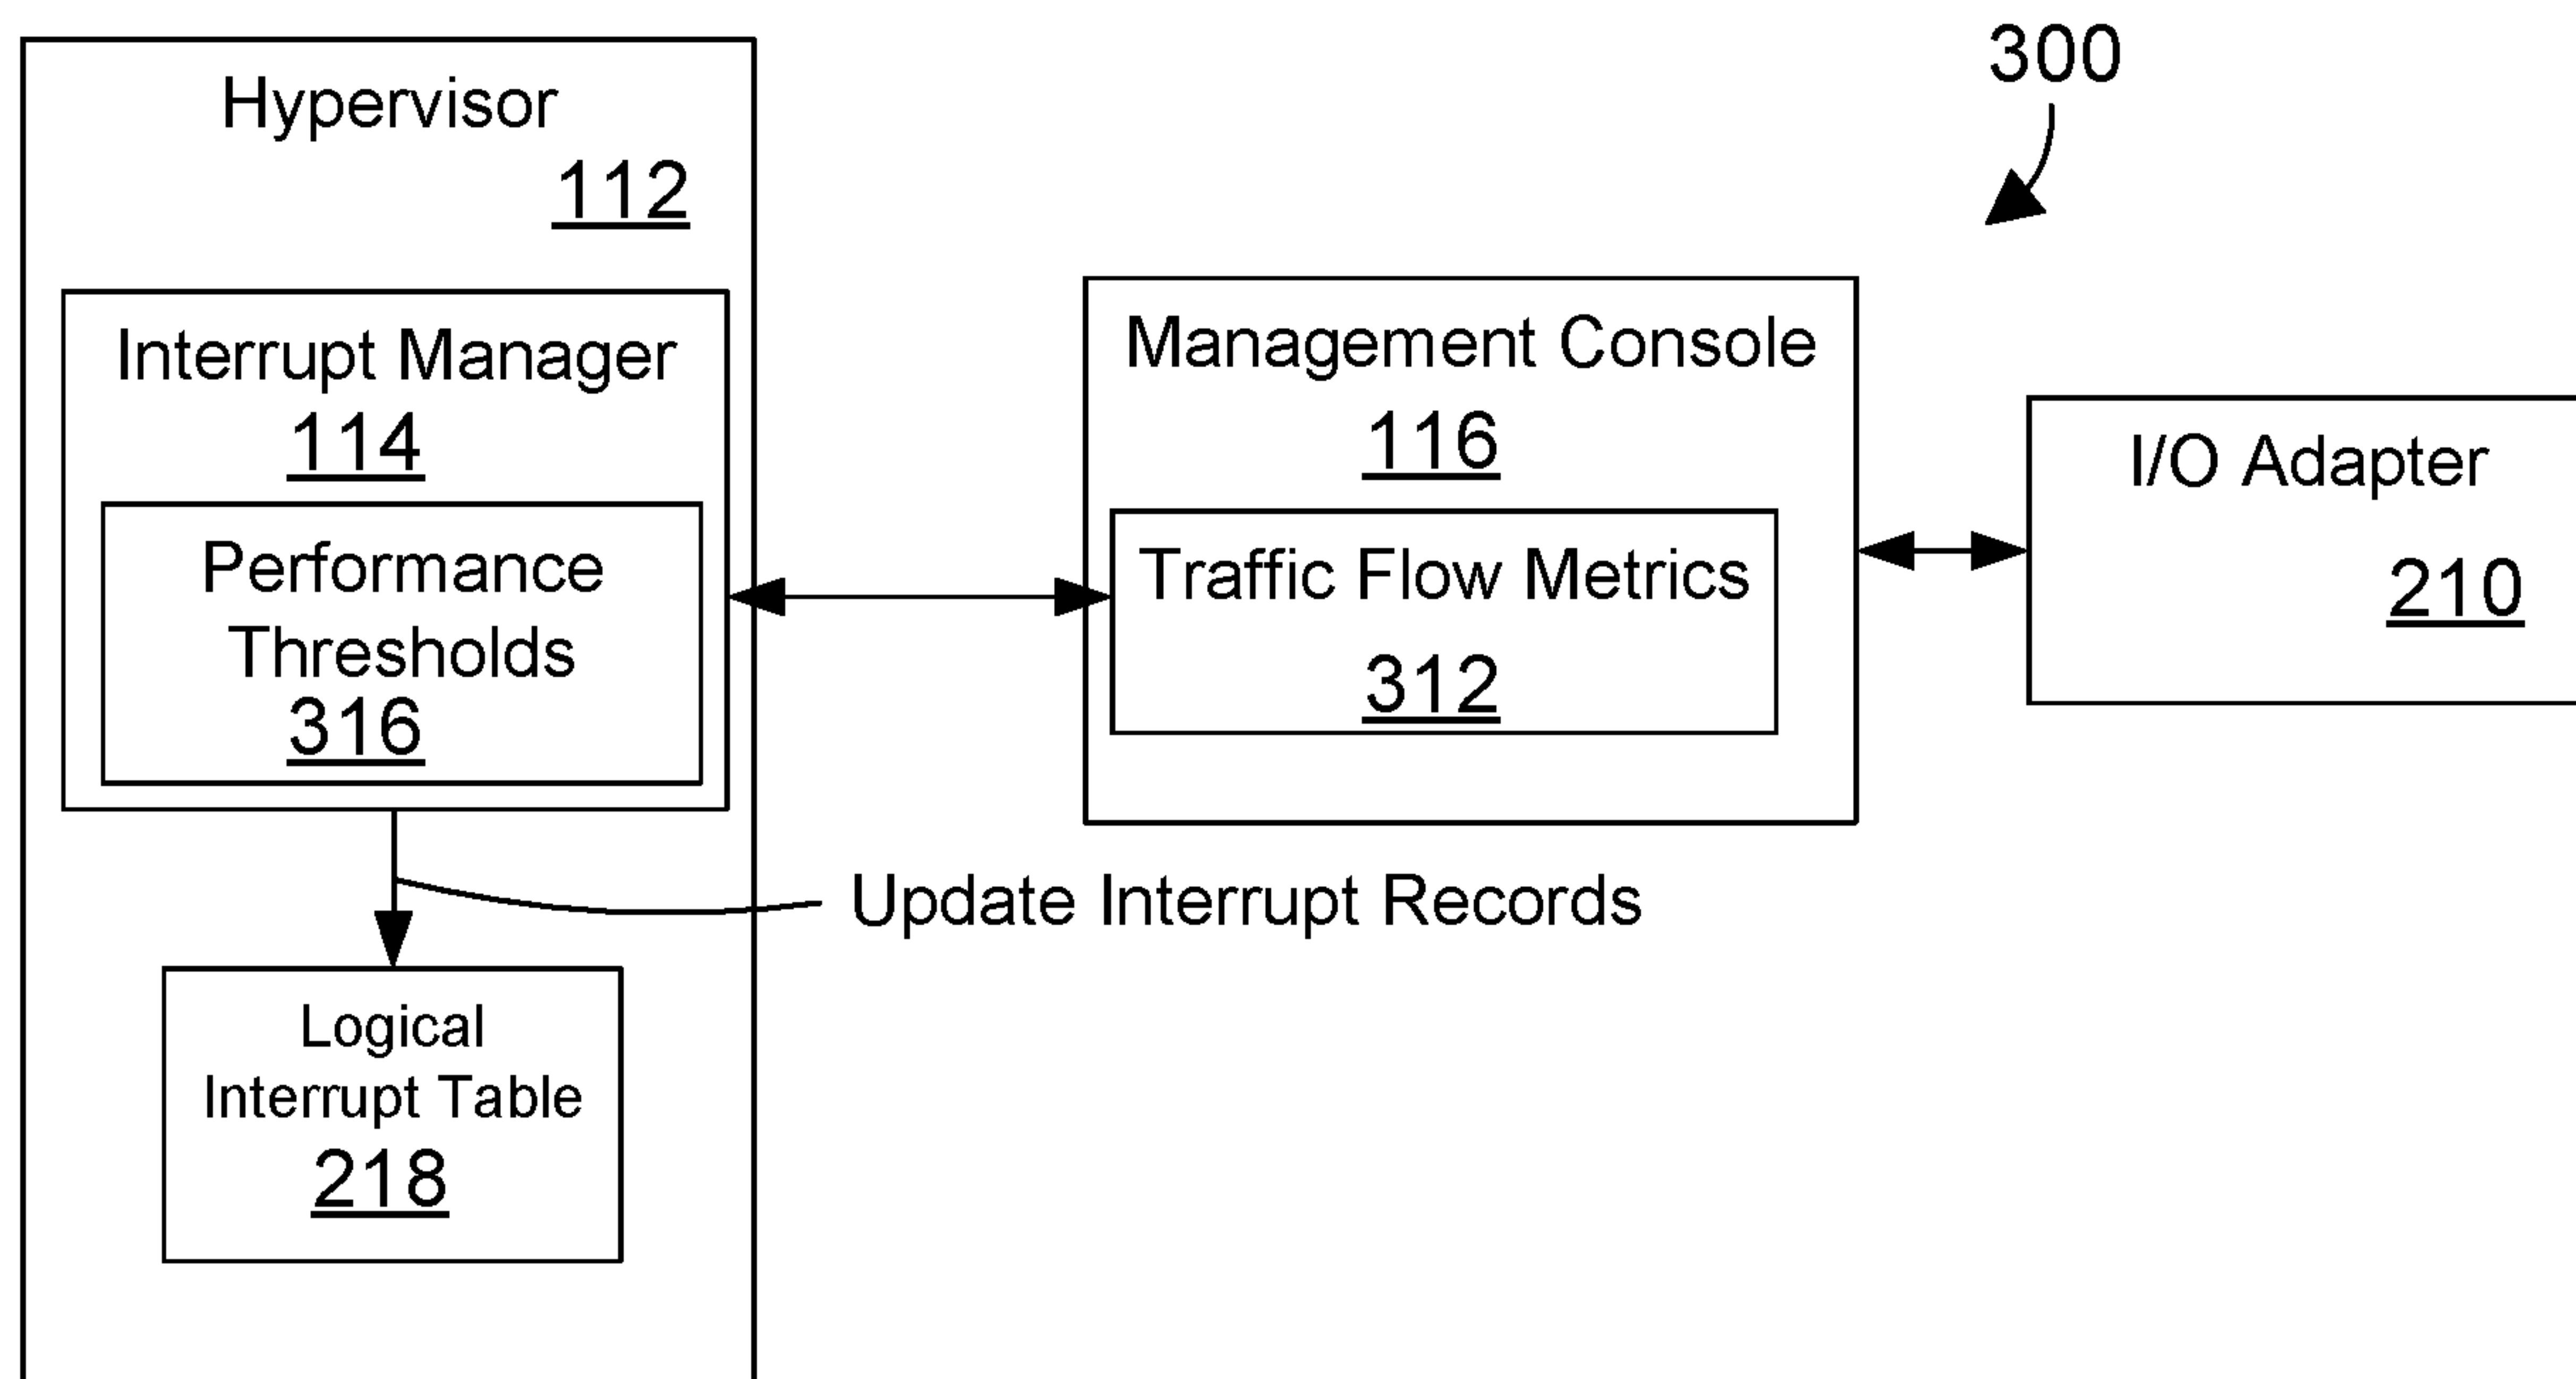 300
Hypervisor
112
Interrupt Manager
114
Performance
Thresholds
316
Management Console
116
Traffic Flow Metrics
312
I/O Adapter
210
Update Interrupt Records
Logical
Interrupt Table
218